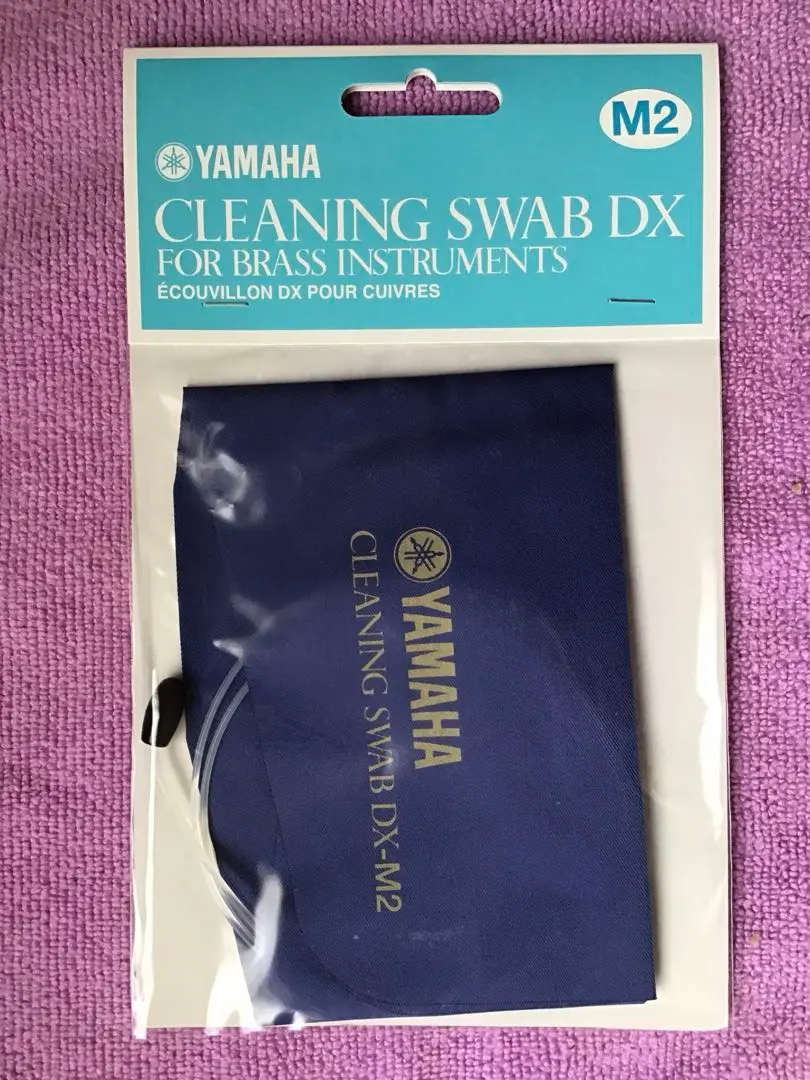 M2
YAMAHA
CLEANING SWAB DX
FOR BRASS INSTRUMENTS
ÉCOUVILLON DX POUR CUIVRES
YAMAHA
CLEANING SWAB DX-M2